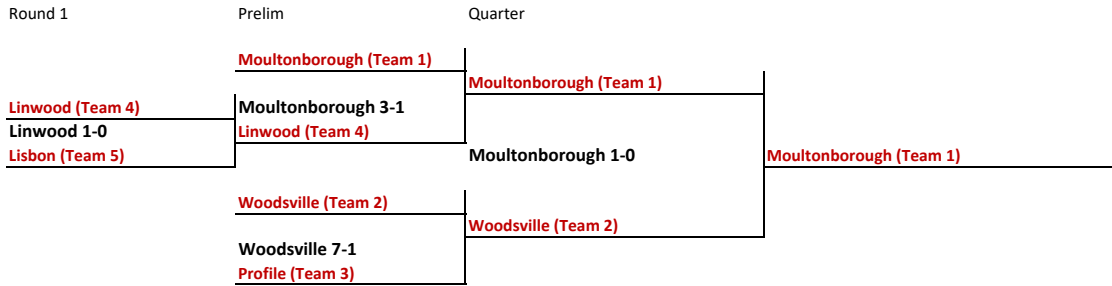 Round 1 Prelim Quarter
Moultonborough (Team 1)
Moultonborough (Team 1)
Linwood (Team 4) Moultonborough 3-1
Linwood 1-0 Linwood (Team 4)
Lisbon (Team 5) Moultonborough 1-0 Moultonborough (Team 1)
Woodsville (Team 2)
Woodsville (Team 2)
Woodsville 7-1
Profile (Team 3)